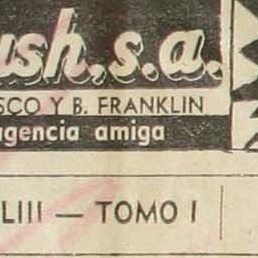 ush, s.a.
SCO Y B. FRANKLIN
agencia amiga
LIII — TOMO I